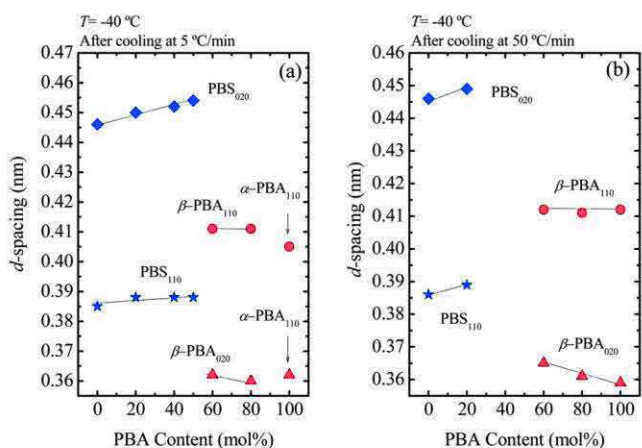 T= -40 ºC
After cooling at 5 ºC/min
(a)
d-spacing (nm)
0.47
0.46
0.45
0.44
0.43
0.42
0.41
0.40
0.39
0.38
0.37
0.36
PBS020
β-PBA110
α-PBA110
PBS110
β-PBA020
α-PBA110
0 20 40 60 80 100
PBA Content (mol%)
T= -40 ºC
After cooling at 50 ºC/min
(b)
d-spacing (nm)
0.46
0.45
0.44
0.43
0.42
0.41
0.40
0.39
0.38
0.37
0.36
PBS020
β-PBA110
PBS110
β-PBA020
0 20 40 60 80 100
PBA Content (mol%)